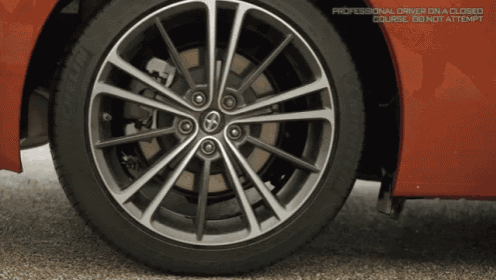 PROFESSIONAL DRIVER ON A CLOSED
COURSE. DO NOT ATTEMPT.